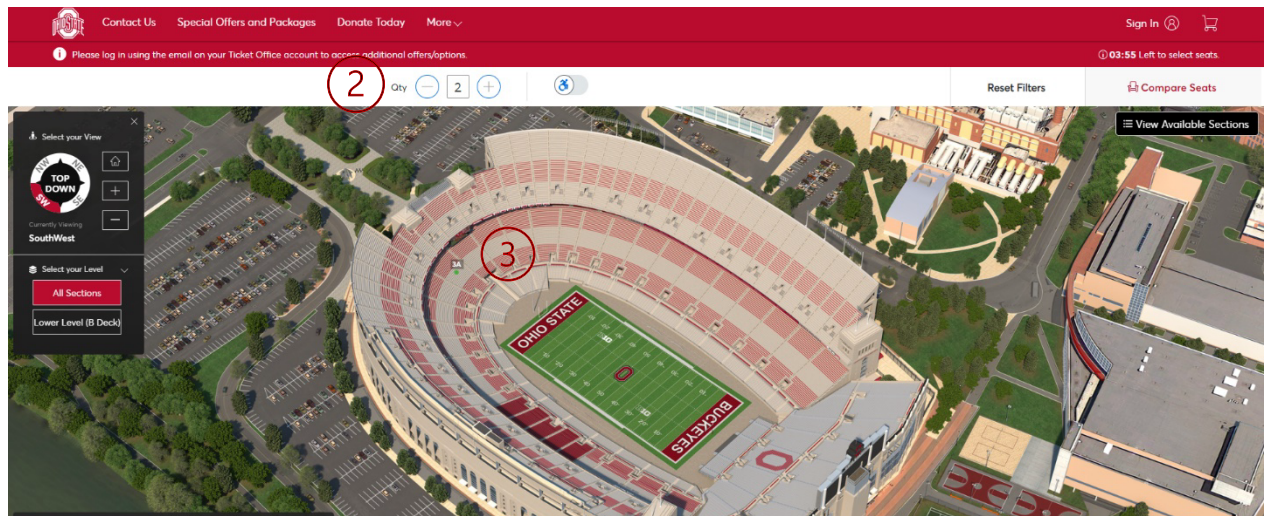 OHIO STATE
Contact Us Special Offers and Packages Donate Today More
Sign In
Please log in using the email on your Ticket Office account to access additional offers/options.
03:55 Left to select seats.
2 Qty 2
Reset Filters
Compare Seats
View Available Sections
Select your View
NW NE
TOP
DOWN
SW SE
Currently Viewing
SouthWest
Select your Level
All Sections
Lower Level (B Deck)
3A
3
OHIO STATE
O
BUCKEYES
O